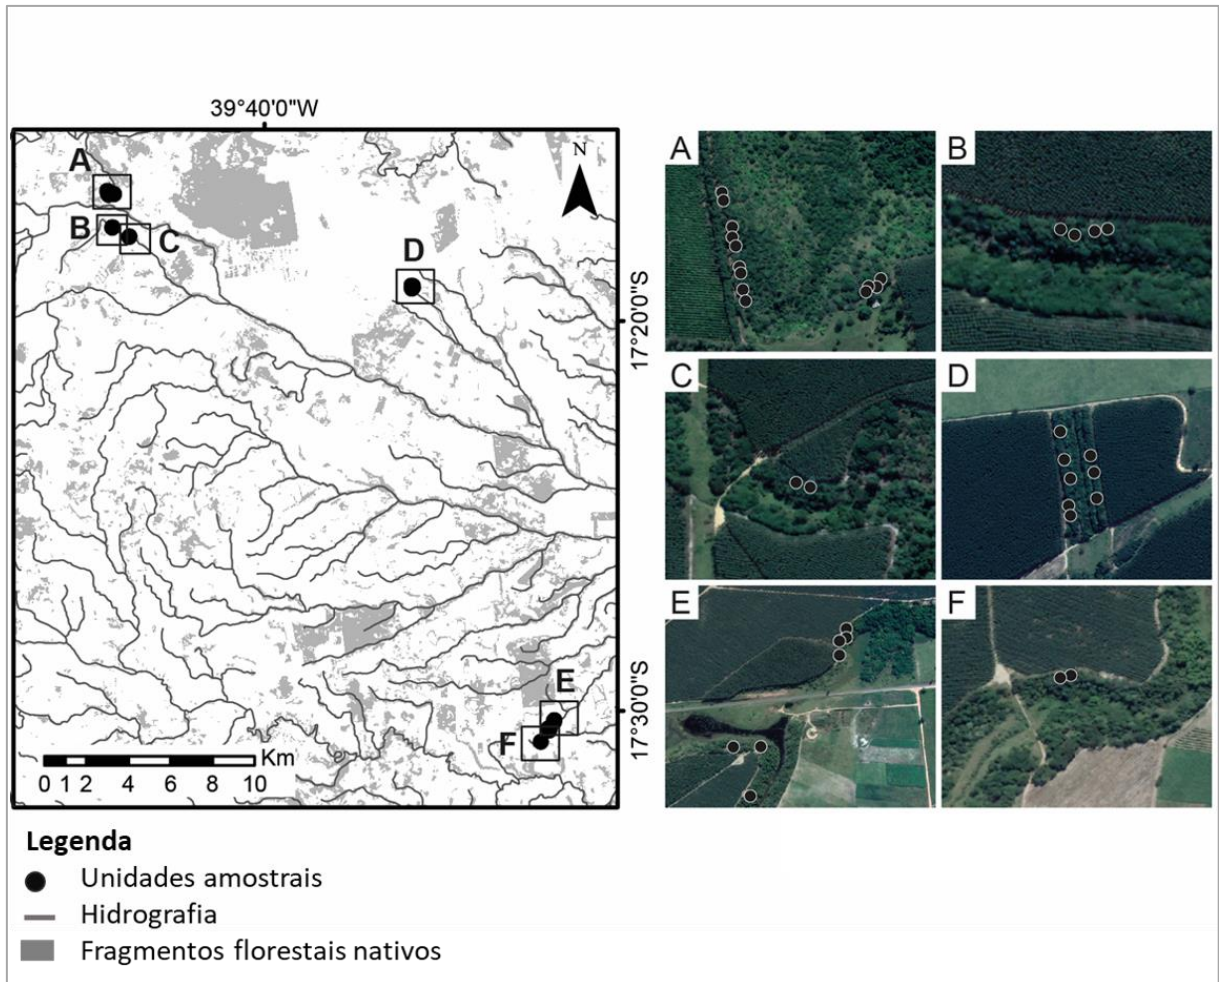 39°40'0"W
A
B
C
D
E
F
N
17°20'0"S
17°30'0"S
Km
0 1 2 4 6 8 10
A
B
C
D
E
F
Legenda
Unidades amostrais
Hidrografia
Fragmentos florestais nativos